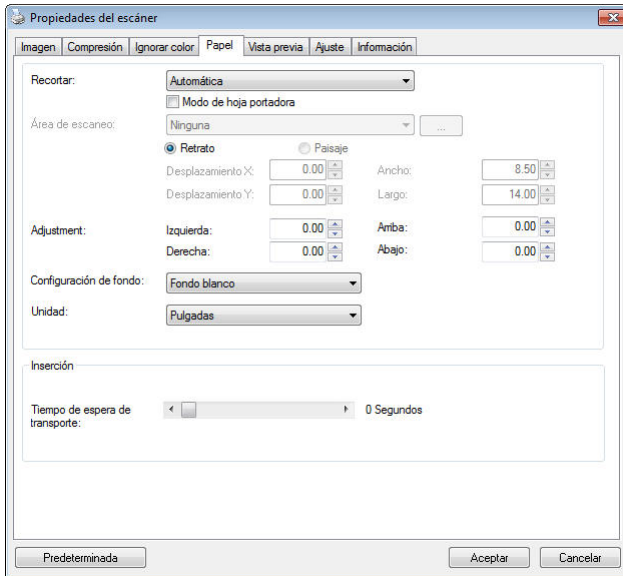 Propiedades del escáner
Imagen Compresión Ignorar color Papel Vista previa Ajuste Información
Recortar: Automática
Modo de hoja portadora
Área de escaneo: Ninguna ...
Retrato Paisaje
Desplazamiento X: 0.00 Ancho: 8.50
Desplazamiento Y: 0.00 Largo: 14.00
Adjustment: Izquierda: 0.00 Arriba: 0.00
Derecha: 0.00 Abajo: 0.00
Configuración de fondo: Fondo blanco
Unidad: Pulgadas
Inserción
Tiempo de espera de 0 Segundos
transporte:
Predeterminada Aceptar Cancelar